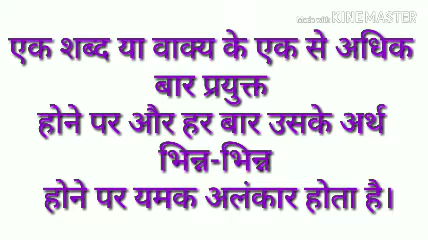 Made with KINEMASTER
एक शब्द या वाक्य के एक से अधिक
बार प्रयुक्त
होने पर और हर बार उसके अर्थ
भिन्न-भिन्न
होने पर यमक अलंकार होता है।